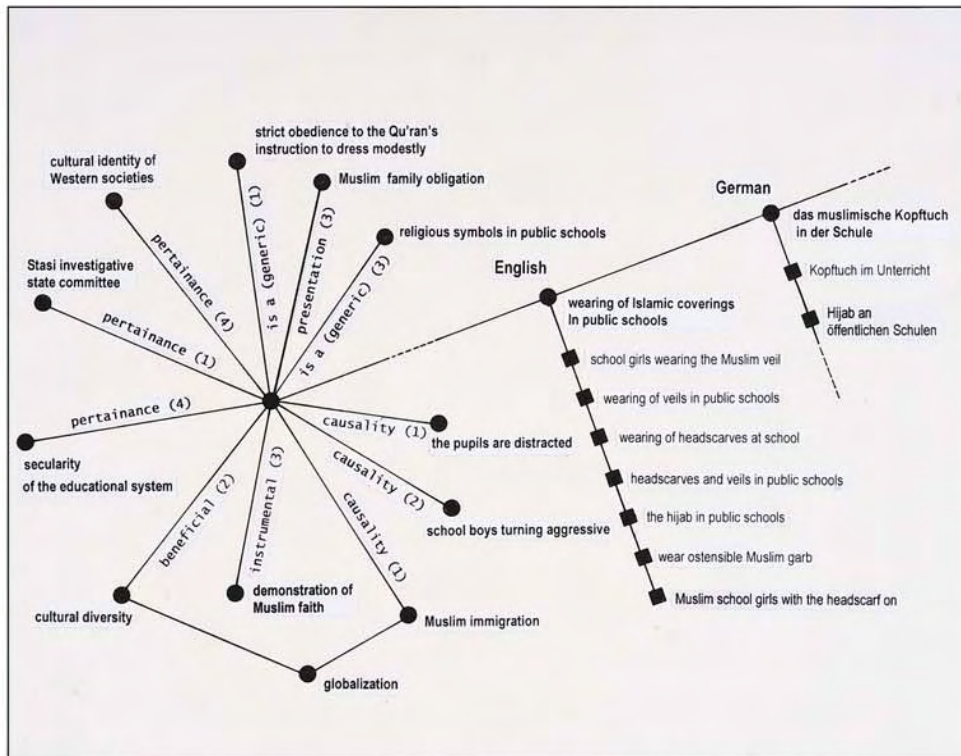 strict obedience to the Qu'ran's
instruction to dress modestly
cultural identity of
Western societies
Muslim family obligation
German
das muslimische Kopftuch
in der Schule
religious symbols in public schools
Stasi investigative
state committee
English
Kopftuch im Unterricht
wearing of Islamic coverings
In public schools
Hijab an
öffentlichen Schulen
pertainance (4)
is a (generic) (1)
presentation (3)
is a (generic) (3)
pertainance (1)
school girls wearing the Muslim veil
pertainance (4)
causality (1)
wearing of veils in public schools
secularity
of the educational system
the pupils are distracted
wearing of headscarves at school
beneficial (2)
instrumental (3)
causality (2)
causality (1)
headscarves and veils in public schools
school boys turning aggressive
the hijab in public schools
wear ostensible Muslim garb
cultural diversity
demonstration of
Muslim faith
Muslim immigration
Muslim school girls with the headscarf on
globalization